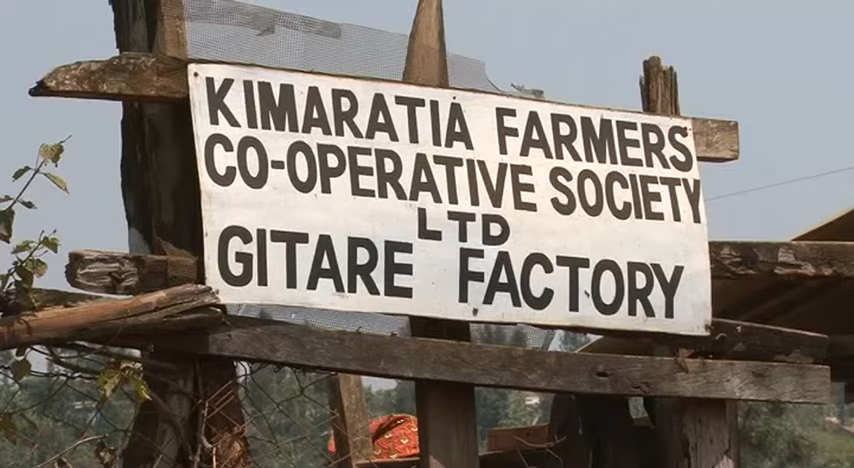 KIMARATIA FARMERS
CO-OPERATIVE SOCIETY
LTD
GITARE FACTORY